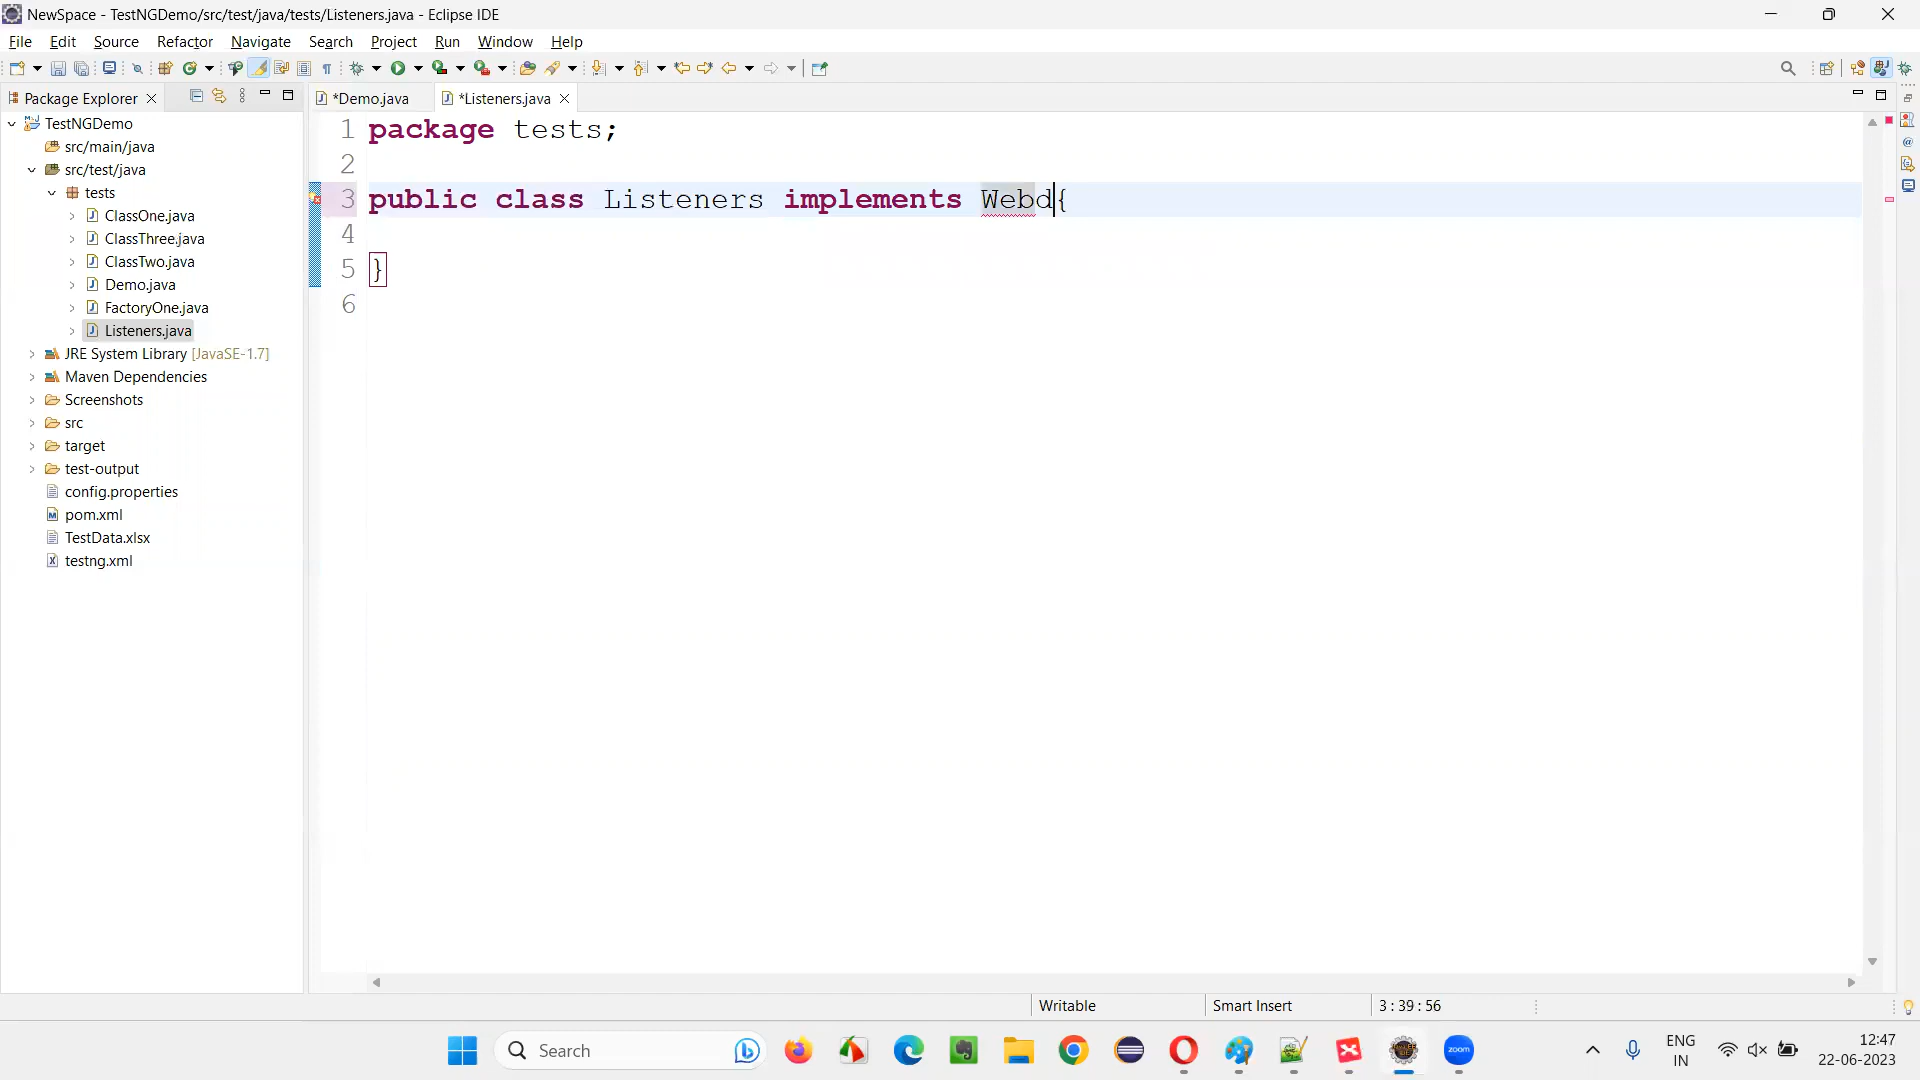 NewSpace - TestNGDemo/src/test/java/tests/Listeners.java - Eclipse IDE
File Edit Source Refactor Navigate Search Project Run Window Help
Package Explorer
*Demo.java
*Listeners.java
TestNGDemo
src/main/java
src/test/java
tests
ClassOne.java
ClassThree.java
ClassTwo.java
Demo.java
FactoryOne.java
Listeners.java
JRE System Library [JavaSE-1.7]
Maven Dependencies
Screenshots
src
target
test-output
config.properties
pom.xml
TestData.xlsx
testng.xml
1 package tests;
2
3 public class Listeners implements Webd{
4
5 }
6
Writable Smart Insert 3 : 39 : 56
Search
zoom
ENG
IN
12:47
22-06-2023